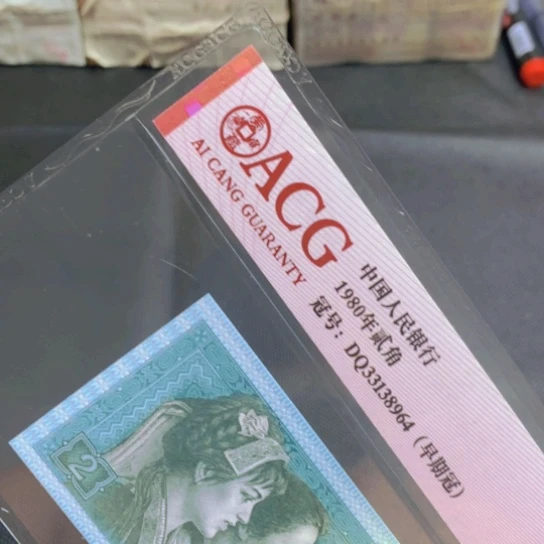 ACG
AI CANG GUARANTY
中国人民银行
1980年贰角
冠号：DQ33138964（早期冠）
2